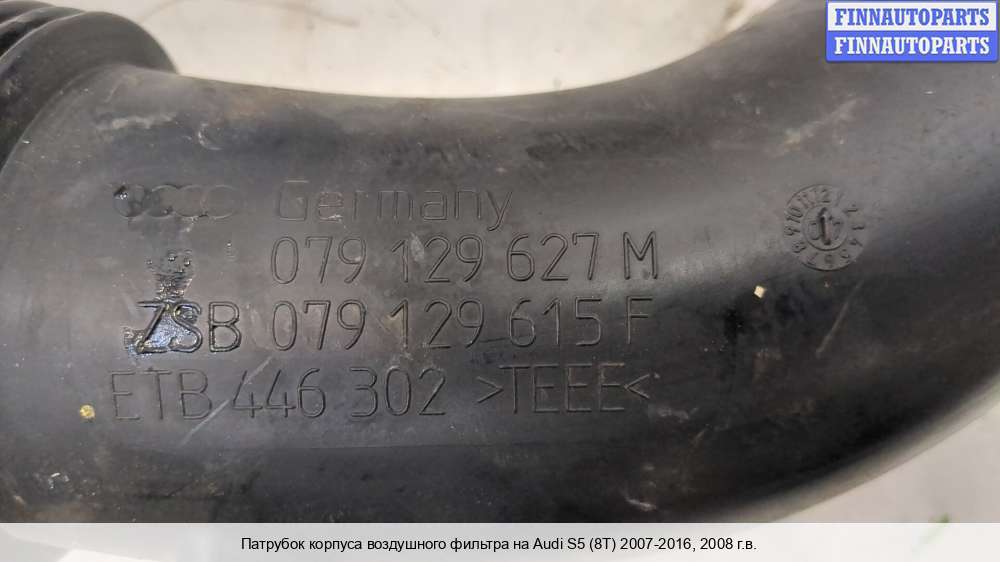 FINNAUTOPARTS
FINNAUTOPARTS
Germany
079 129 627 M
ZSB 079 129 615 F
ETB 446 302 >TEEE<
Патрубок корпуса воздушного фильтра на Audi S5 (8T) 2007-2016, 2008 г.в.